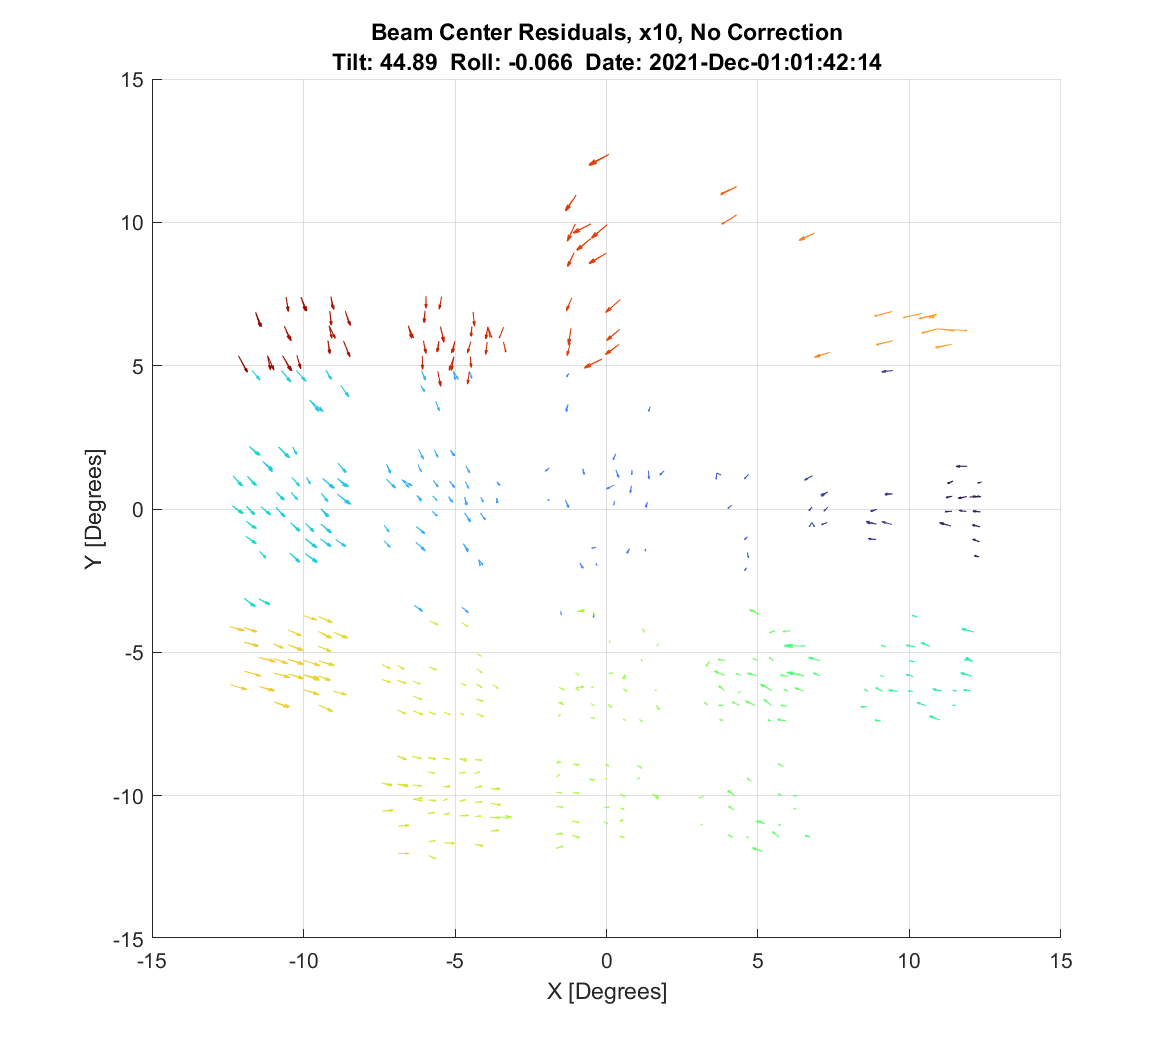 Beam Center Residuals, x10, No Correction
Tilt: 44.89 Roll: -0.066 Date: 2021-Dec-01:01:42:14
15
10
5
0
-5
-10
-15
Y [Degrees]
-15 -10 -5 0 5 10 15
X [Degrees]